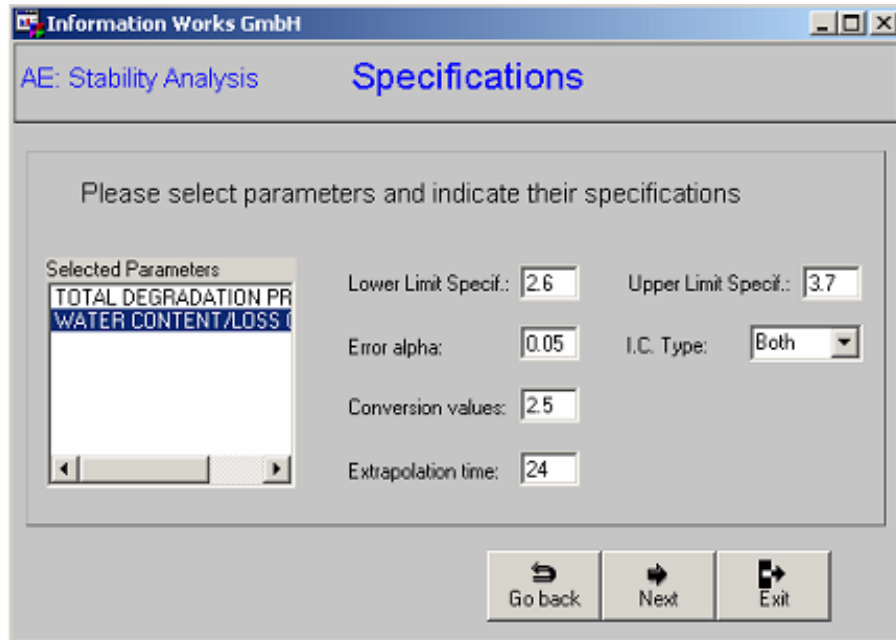 Information Works GmbH
AE: Stability Analysis Specifications
Please select parameters and indicate their specifications
Selected Parameters
TOTAL DEGRADATION PR
WATER CONTENT/LOSS
Lower Limit Specif.: 2.6 Upper Limit Specif.: 3.7
Error alpha: 0.05 I.C. Type: Both
Conversion values: 2.5
Extrapolation time: 24
Go back Next Exit